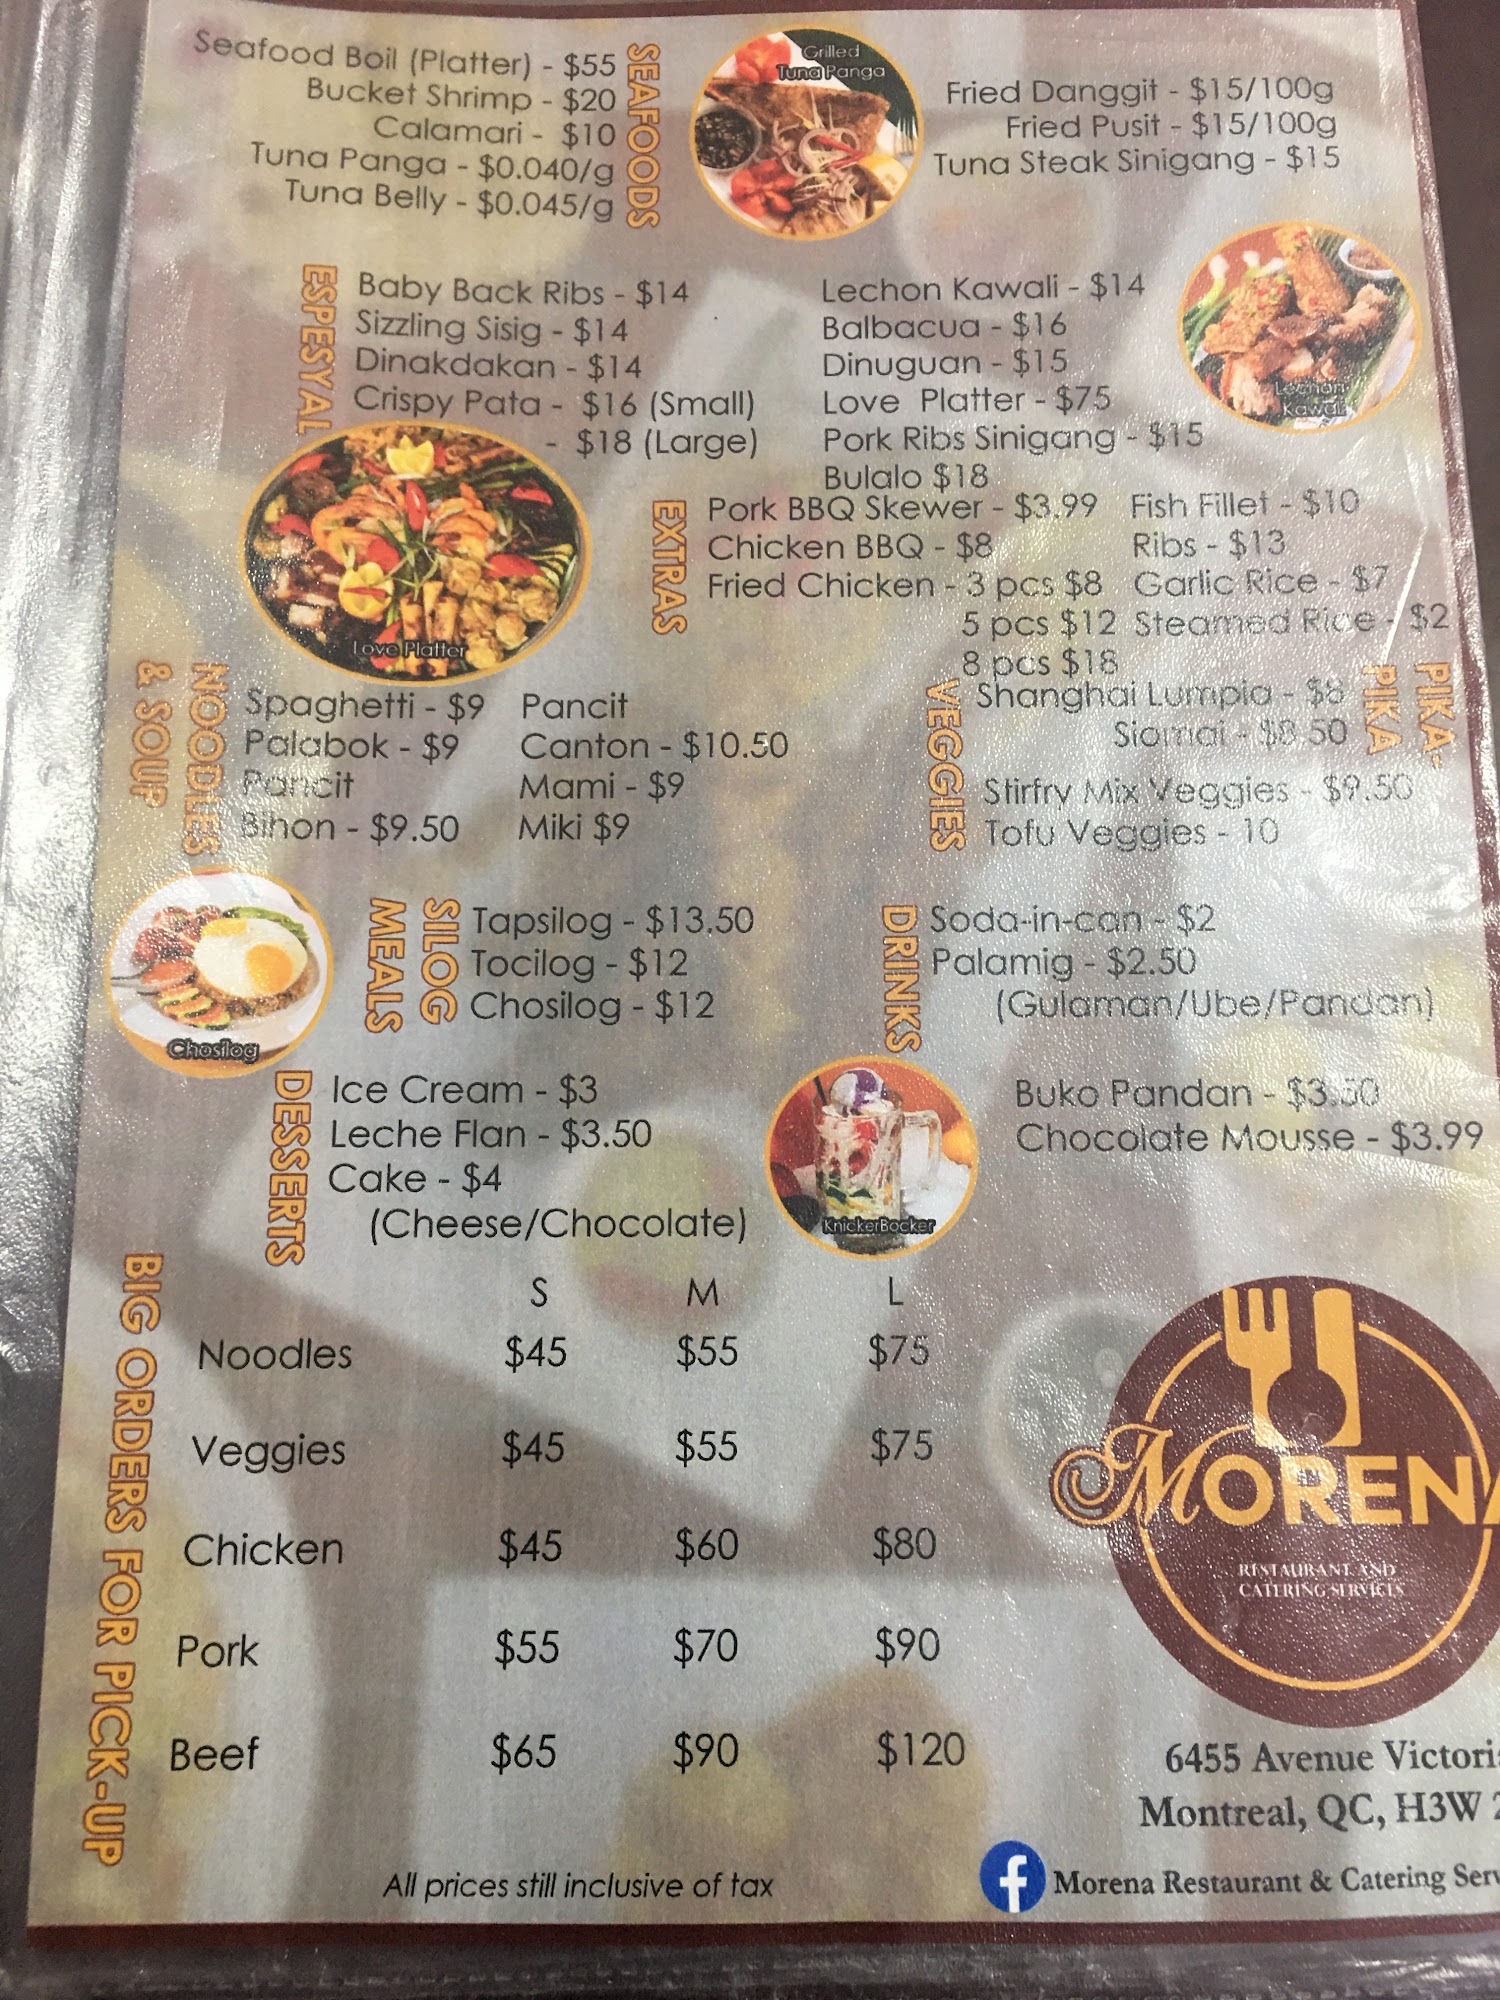 SEAFOODS
Seafood Boil (Platter) - $55
Bucket Shrimp - $20
Calamari - $10
Tuna Panga - $0.040/g
Tuna Belly - $0.045/g
Grilled
Tuna Panga
Fried Danggit - $15/100g
Fried Pusit - $15/100g
Tuna Steak Sinigang - $15
ESPESYAL
Baby Back Ribs - $14
Sizzling Sisig - $14
Dinakdakan - $14
Crispy Pata - $16 (Small)
- $18 (Large)
Lechon Kawali - $14
Balbacua - $16
Dinuguan - $15
Love Platter - $75
Pork Ribs Sinigang - $15
Bulalo $18
Lechon
Kawali
Love Platter
EXTRAS
Pork BBQ Skewer - $3.99
Chicken BBQ - $8
Fried Chicken - 3 pcs $8
5 pcs $12
8 pcs $18
Fish Fillet - $10
Ribs - $13
Garlic Rice - $7
Steamed Rice - $2
NOODLES
& SOUP
Spaghetti - $9
Palabok - $9
Pancit
Bihon - $9.50
Pancit
Canton - $10.50
Mami - $9
Miki $9
PIKA-
PIKA
Shanghai Lumpia - $8
Siomai - $8.50
VEGGIES
Stirfry Mix Veggies - $9.50
Tofu Veggies - 10
Chosilog
SILOG
MEALS
Tapsilog - $13.50
Tocilog - $12
Chosilog - $12
DRINKS
Soda-in-can - $2
Palamig - $2.50
(Gulaman/Ube/Pandan)
DESSERTS
Ice Cream - $3
Leche Flan - $3.50
Cake - $4
(Cheese/Chocolate)
KnickerBocker
Buko Pandan - $3.50
Chocolate Mousse - $3.99
BIG ORDERS FOR PICK-UP
S M L
Noodles $45 $55 $75
Veggies $45 $55 $75
Chicken $45 $60 $80
Pork $55 $70 $90
Beef $65 $90 $120
All prices still inclusive of tax
MORENA
RESTAURANT AND
CATERING SERVICES
6455 Avenue Victori
Montreal, QC, H3W
f Morena Restaurant & Catering Serv